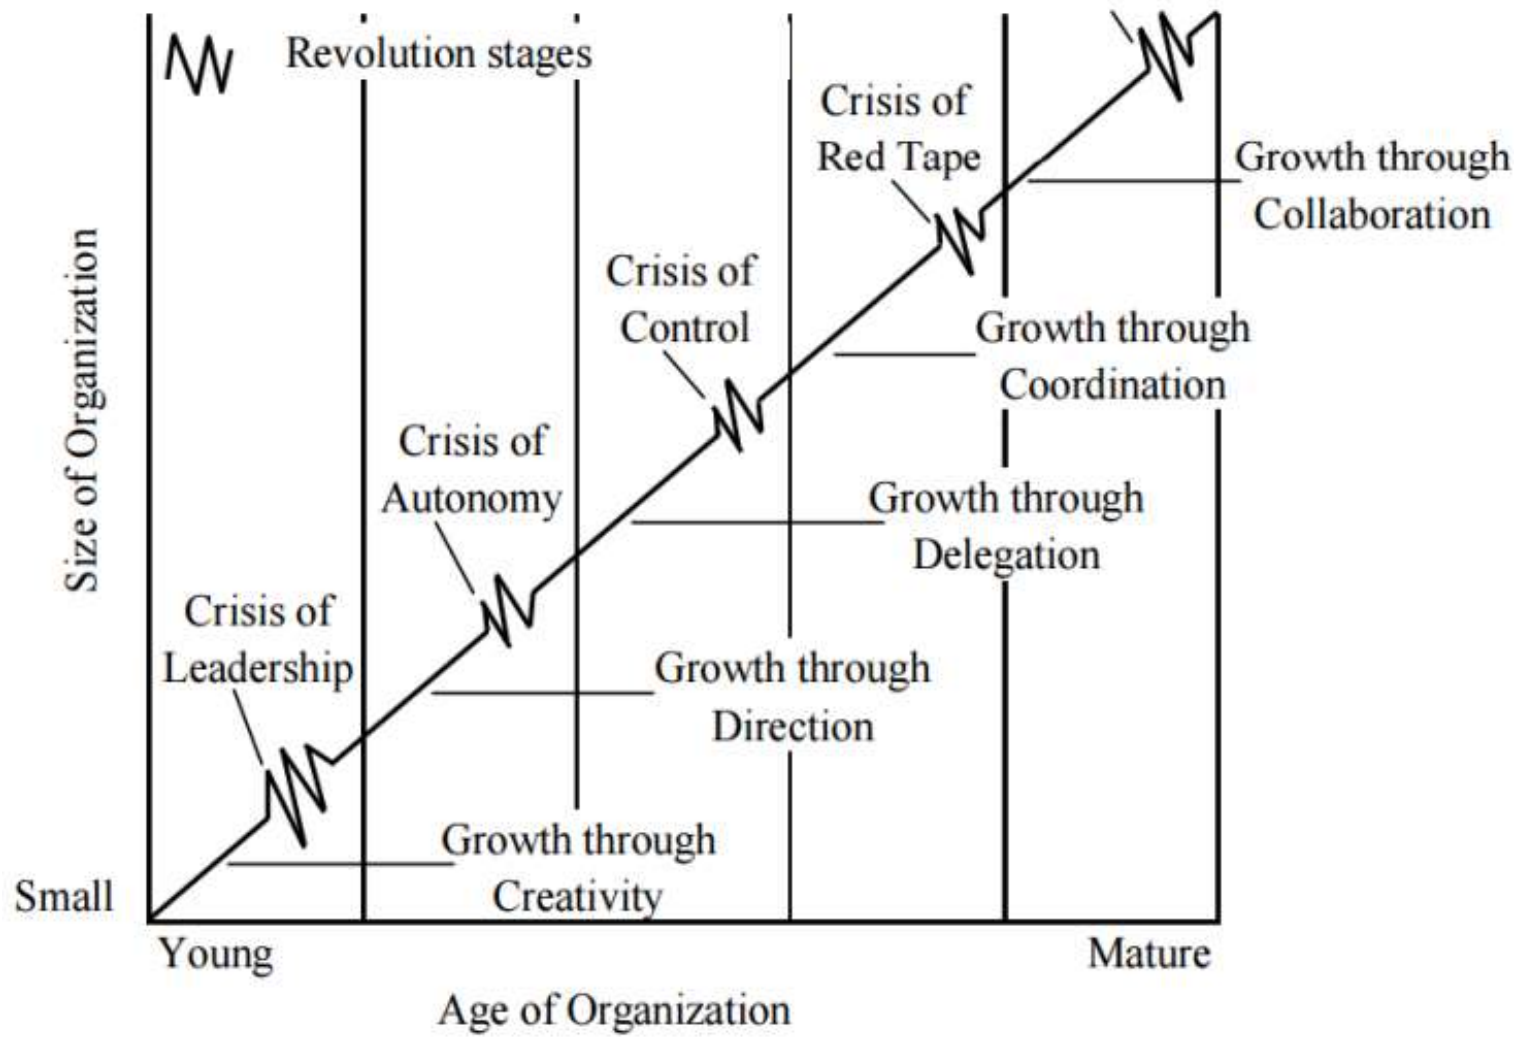 Revolution stages
Crisis of
Red Tape
Growth through
Collaboration
Crisis of
Control
Growth through
Coordination
Crisis of
Autonomy
Growth through
Delegation
Crisis of
Leadership
Growth through
Direction
Growth through
Creativity
Size of Organization
Small
Young
Mature
Age of Organization